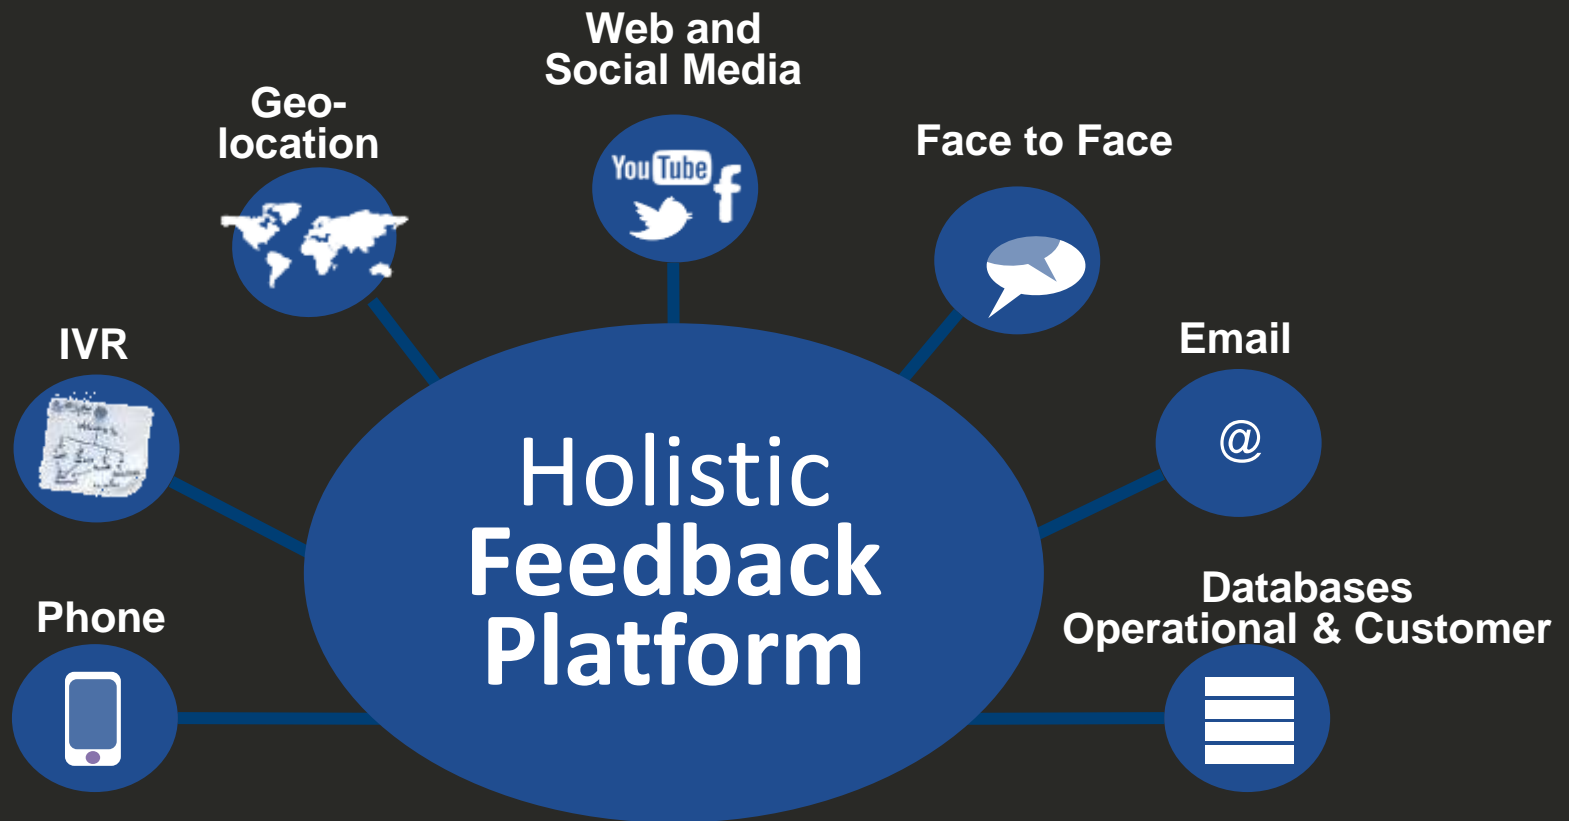 Web and
Social Media
Geo-
location
Face to Face
YouTube
f
IVR
Email
@
Holistic
Feedback
Platform
Phone
Databases
Operational & Customer